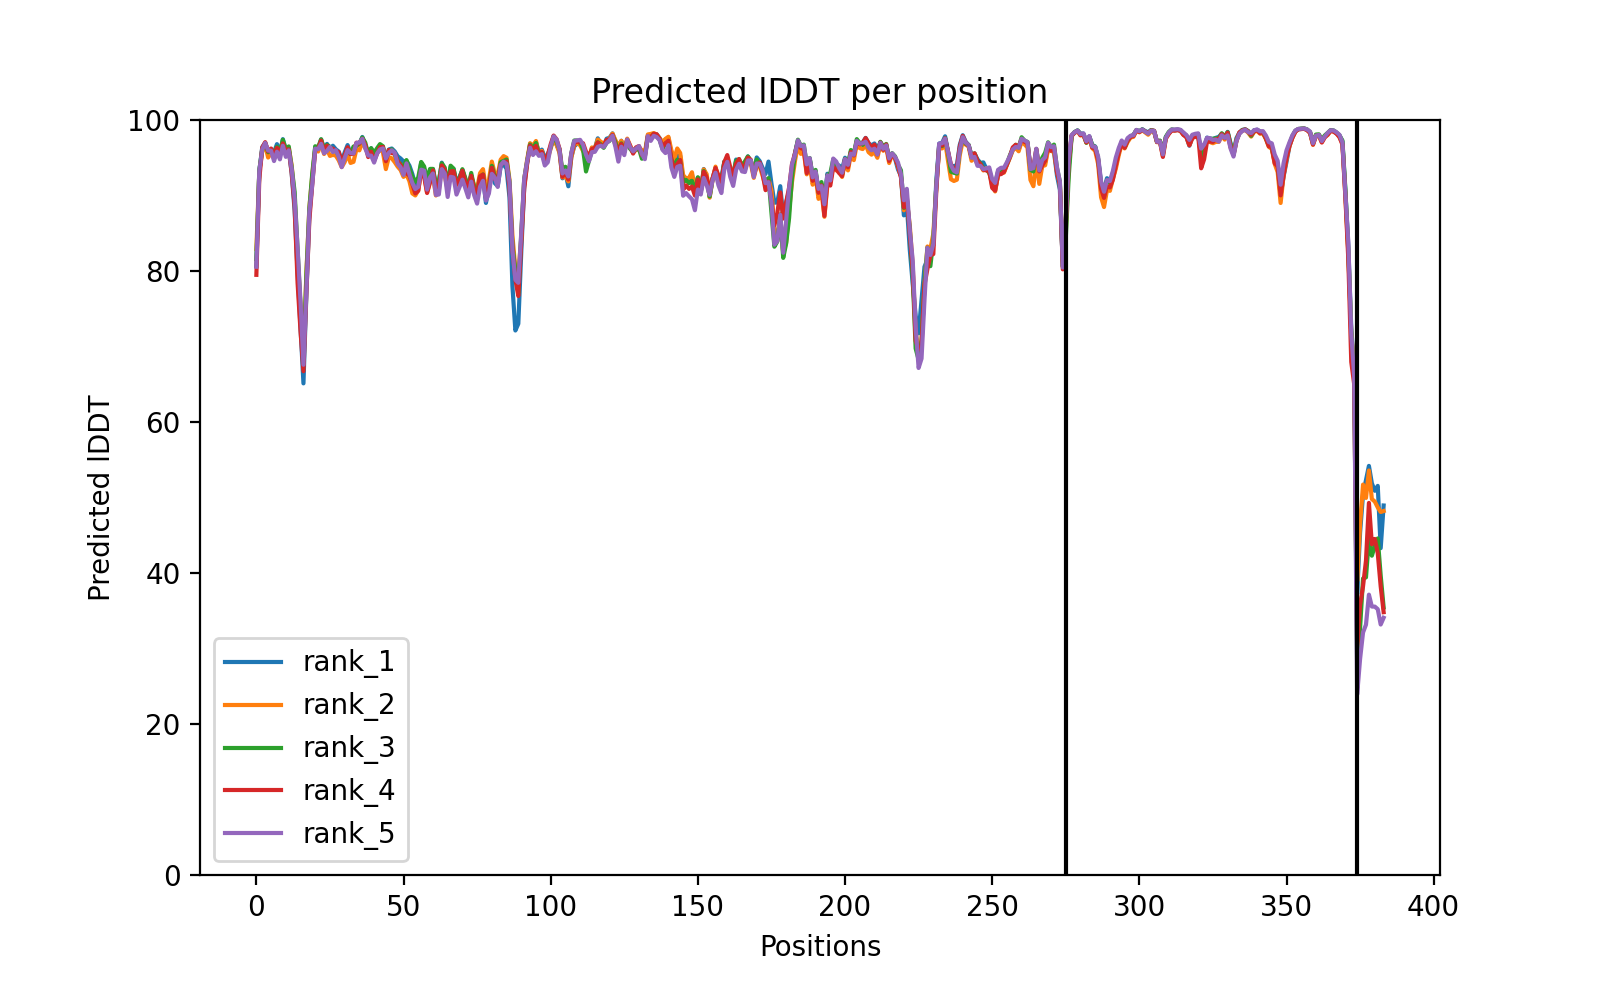 Predicted lDDT per position
100
80
60
40
20
0
Predicted lDDT
rank_1
rank_2
rank_3
rank_4
rank_5
0 50 100 150 200 250 300 350 400
Positions